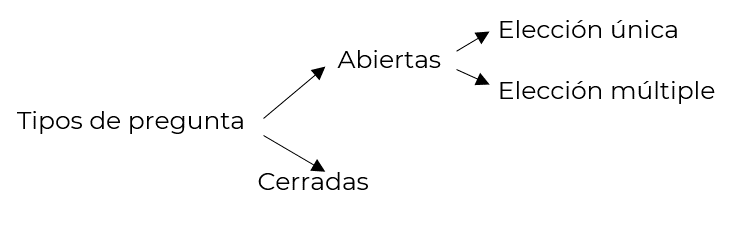 Elección única
Abiertas
Elección múltiple
Tipos de pregunta
Cerradas